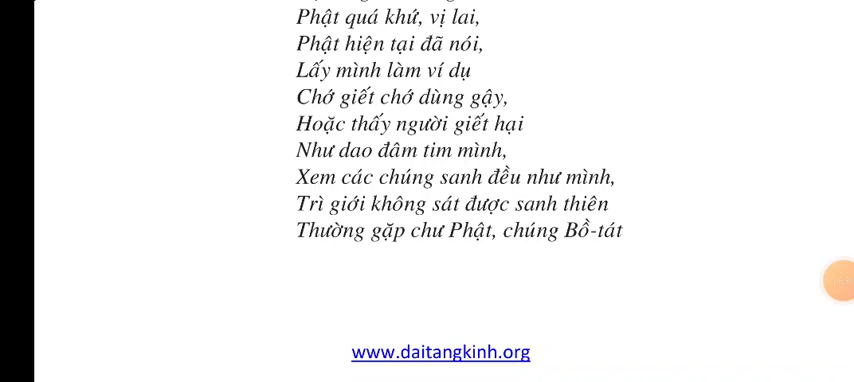 Phật quá khứ, vị lai,
Phật hiện tại đã nói,
Lấy mình làm ví dụ
Chớ giết chớ dùng gậy,
Hoặc thấy người giết hại
Như dao đâm tim mình,
Xem các chúng sanh đều như mình,
Trì giới không sát được sanh thiên
Thường gặp chư Phật, chúng Bồ-tát
www.daitangkinh.org